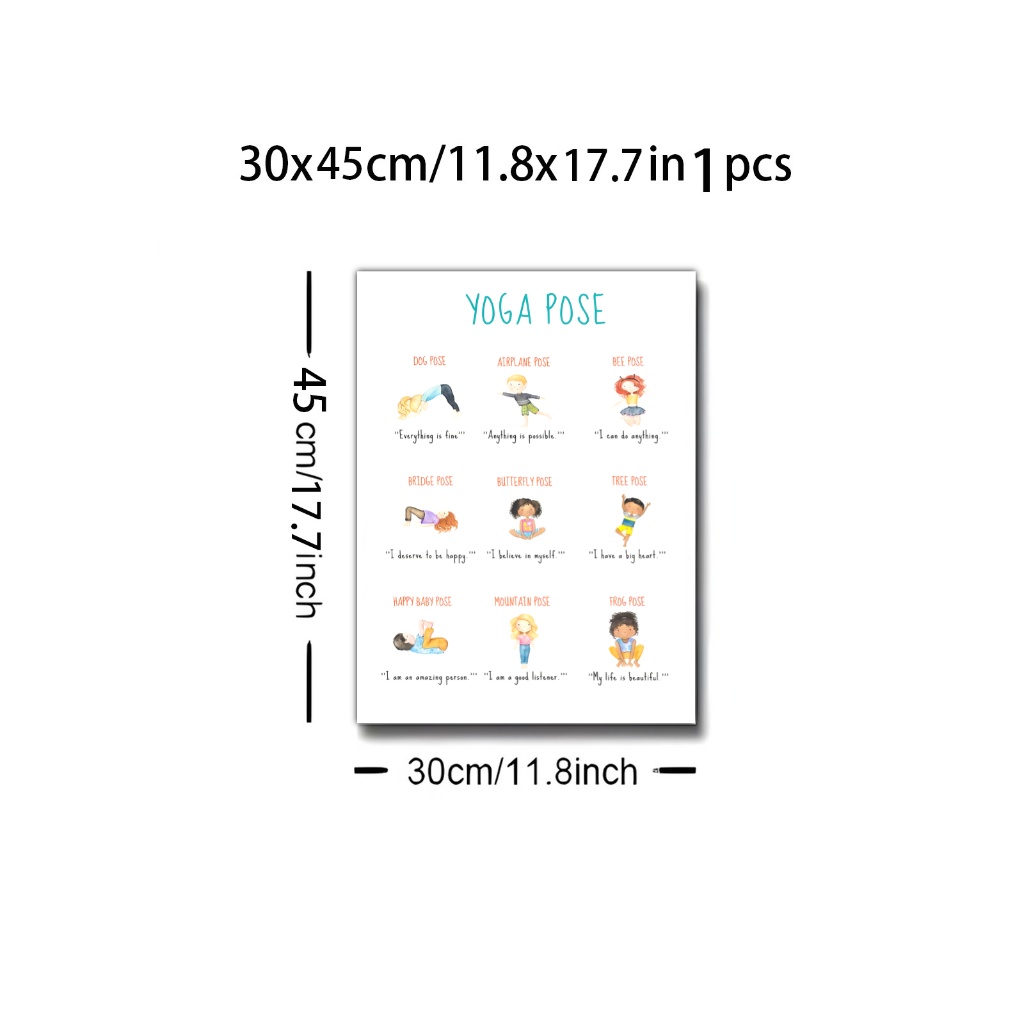 30x45cm/11.8x17.7in 1 pcs
YOGA POSE
DOG POSE AIRPLANE POSE BEE POSE
"Everything is fine"" "Anything is possible."" "I can do anything.""
BRIDGE POSE BUTTERFLY POSE TREE POSE
"I deserve to be happy."" "I believe in myself."" "I have a big heart.""
HAPPY BABY POSE MOUNTAIN POSE FROG POSE
"I am an amazing person."" "I am a good listener."" "My life is beautiful.""
45cm/17.7inch
30cm/11.8inch